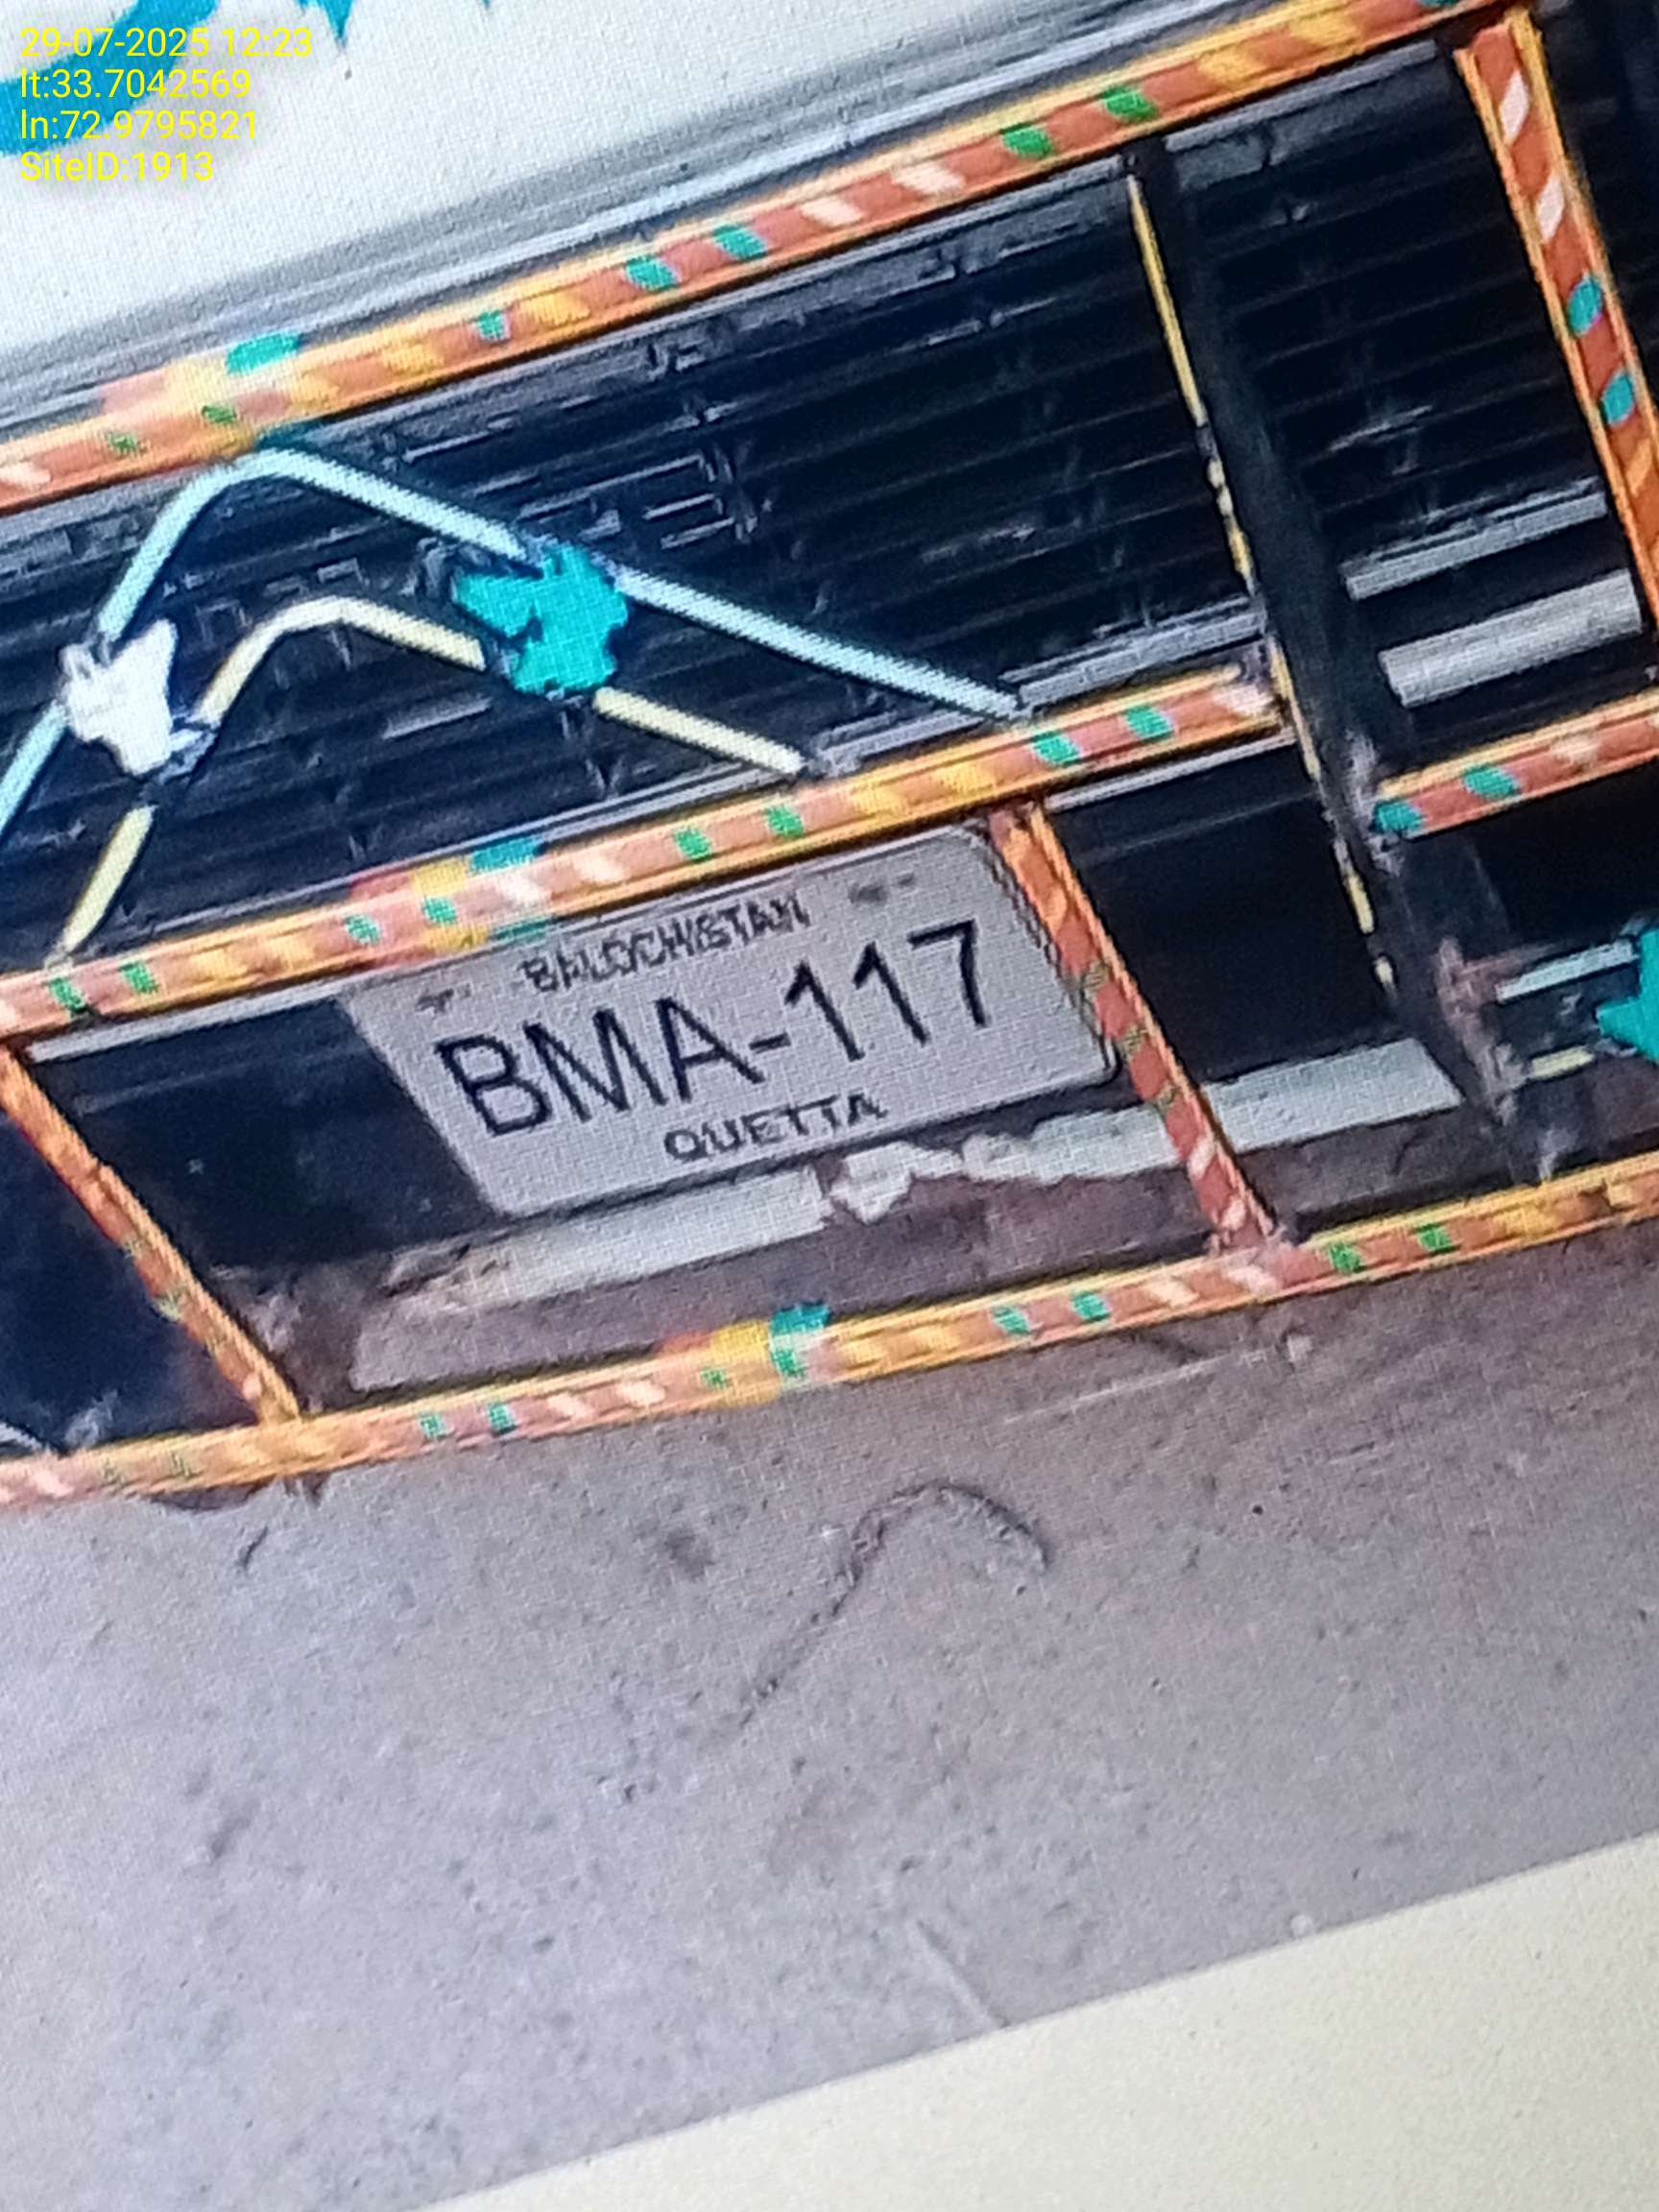 29-07-2025 12:23
lt:33.7042569
ln:72.9795821
SiteID:1913
BALOCHISTAN
BMA-117
QUETTA